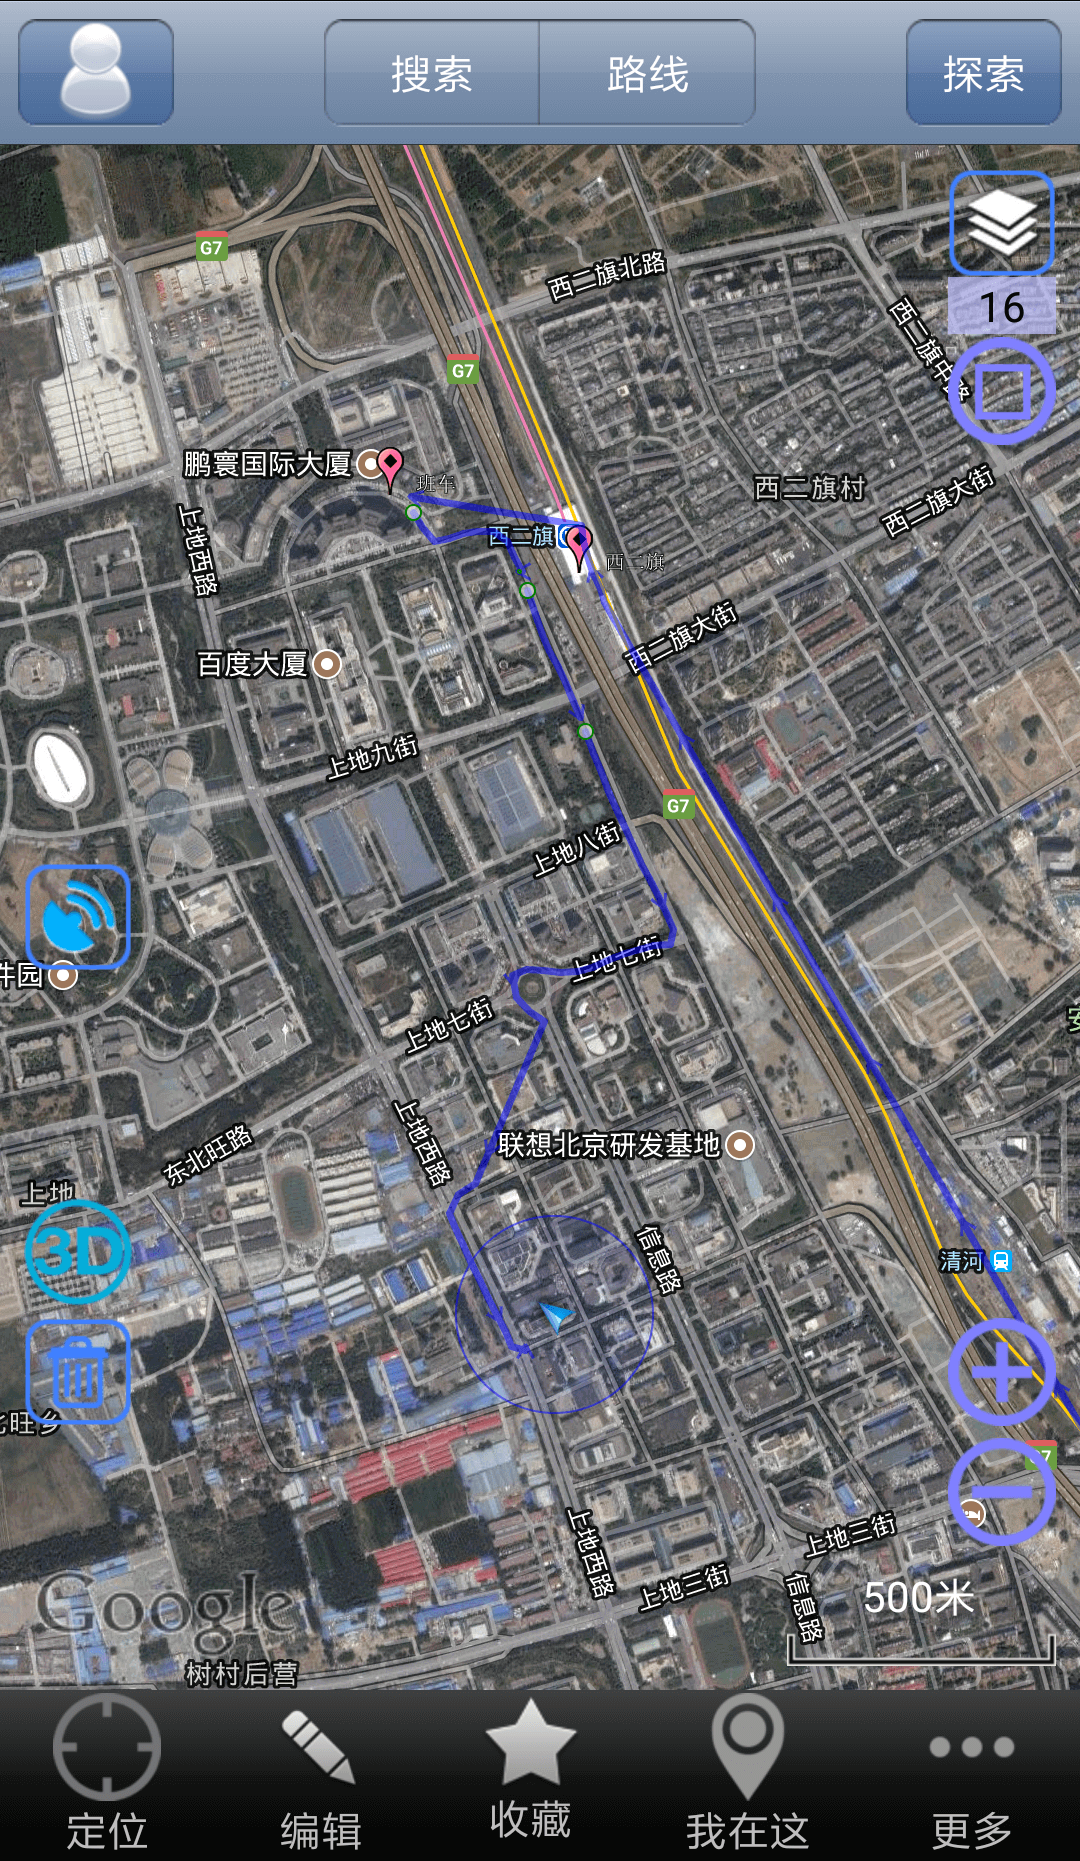 搜索
路线
探索
G7
西二旗北路
16
西二旗中路
G7
鹏寰国际大厦
班车
西二旗村
西二旗大街
上地西路
西二旗
西二旗
西二旗大街
百度大厦
上地九街
G7
上地八街
上地七街
件园
上地七街
上地西路
联想北京研发基地
东北旺路
上地
3D
信息路
清河
北旺乡
G7
上地西路
上地三街
上地三街
信息路
500米
Google
树村后营
定位
编辑
收藏
我在这
更多